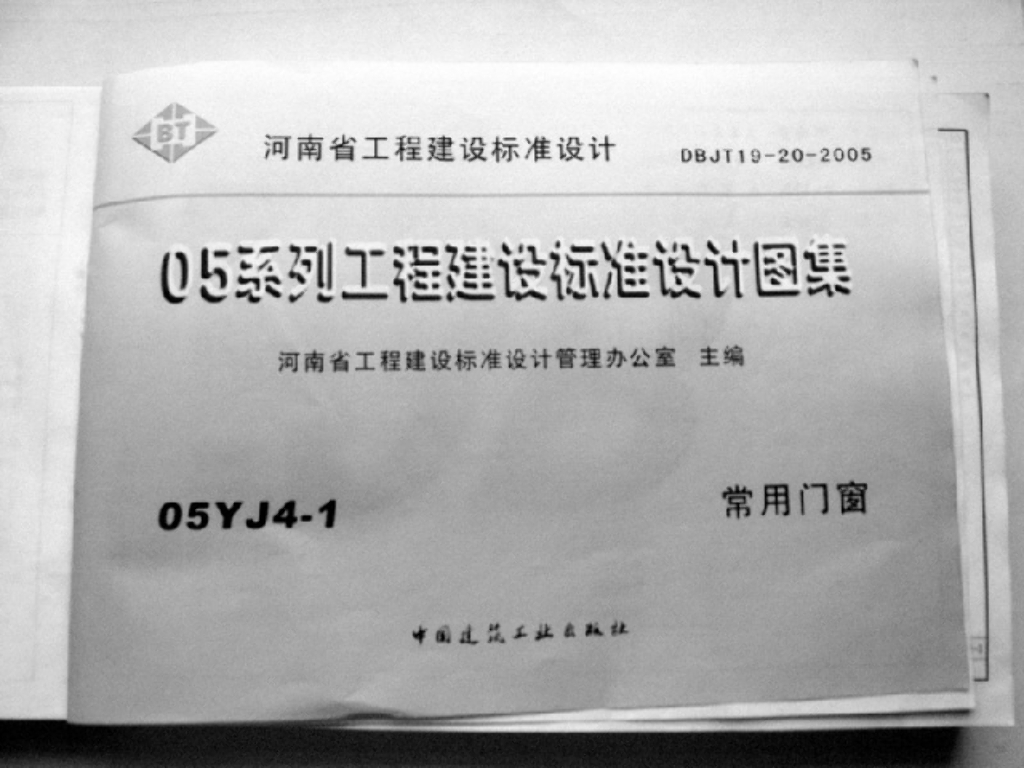 BT
河南省工程建设标准设计 DBJT19-20-2005
05系列工程建设标准设计图集
河南省工程建设标准设计管理办公室 主编
05YJ4-1 常用门窗
中国建筑工业出版社